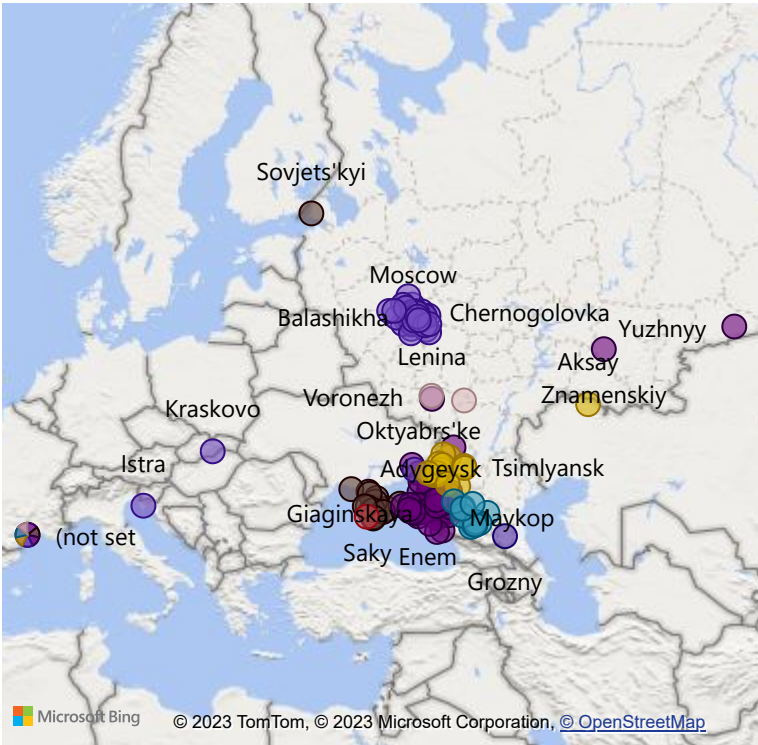 Sovjets'kyi
Moscow
Balashikha
Chernogolovka
Yuzhnyy
Lenina
Aksay
Voronezh
Znamenskiy
Kraskovo
Oktyabrs'ke
Istra
Adygeysk
Tsimlyansk
Giaginskaya
Maykop
(not set
Saky
Enem
Grozny
Microsoft Bing
© 2023 TomTom, © 2023 Microsoft Corporation, © OpenStreetMap